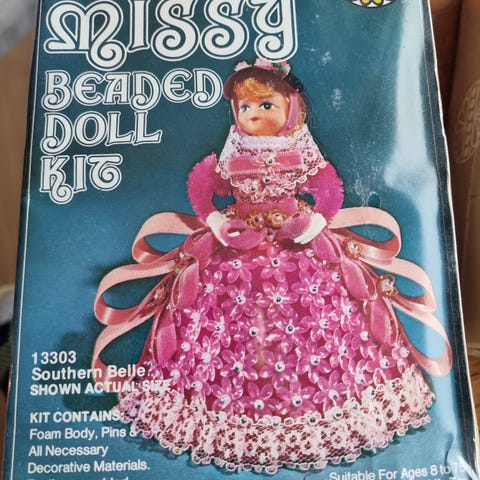 MISSY
BEADED
DOLL
KIT
13303
Southern Belle
SHOWN ACTUAL SIZE
KIT CONTAINS:
Foam Body, Pins &
All Necessary
Decorative Materials.
Suitable For Ages 8 to